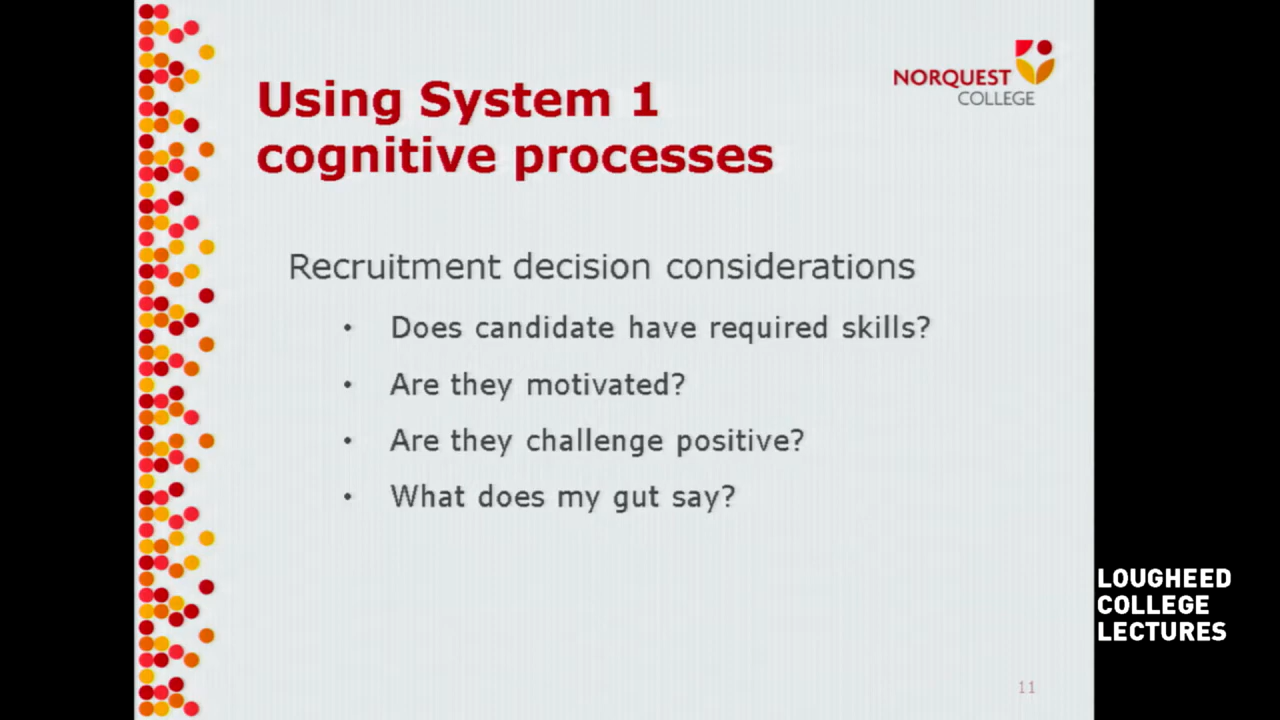 Using System 1
cognitive processes
NORQUEST
COLLEGE
Recruitment decision considerations
• Does candidate have required skills?
• Are they motivated?
• Are they challenge positive?
• What does my gut say?
LOUGHEED
COLLEGE
LECTURES
11